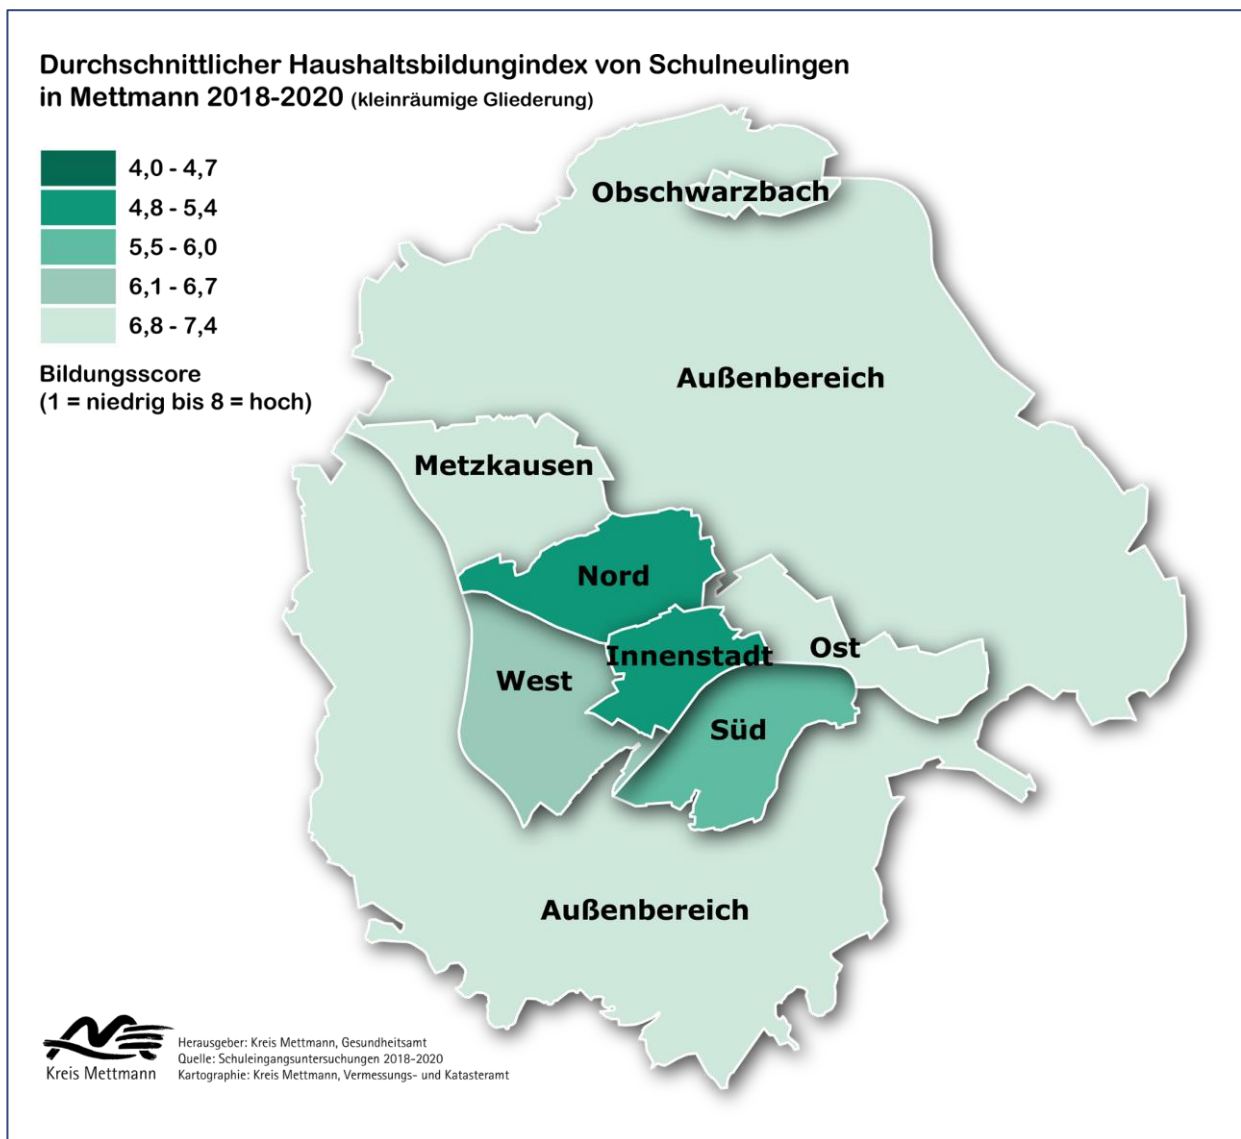 Durchschnittlicher Haushaltsbildungindex von Schulneulingen
in Mettmann 2018-2020 (kleinräumige Gliederung)
4,0 - 4,7
4,8 - 5,4
5,5 - 6,0
6,1 - 6,7
6,8 - 7,4
Bildungsscore
(1 = niedrig bis 8 = hoch)
Obschwarzbach
Außenbereich
Metzkausen
Nord
Innenstadt
Ost
West
Süd
Außenbereich
Kreis Mettmann
Herausgeber: Kreis Mettmann, Gesundheitsamt
Quelle: Schuleingangsuntersuchungen 2018-2020
Kartographie: Kreis Mettmann, Vermessungs- und Katasteramt